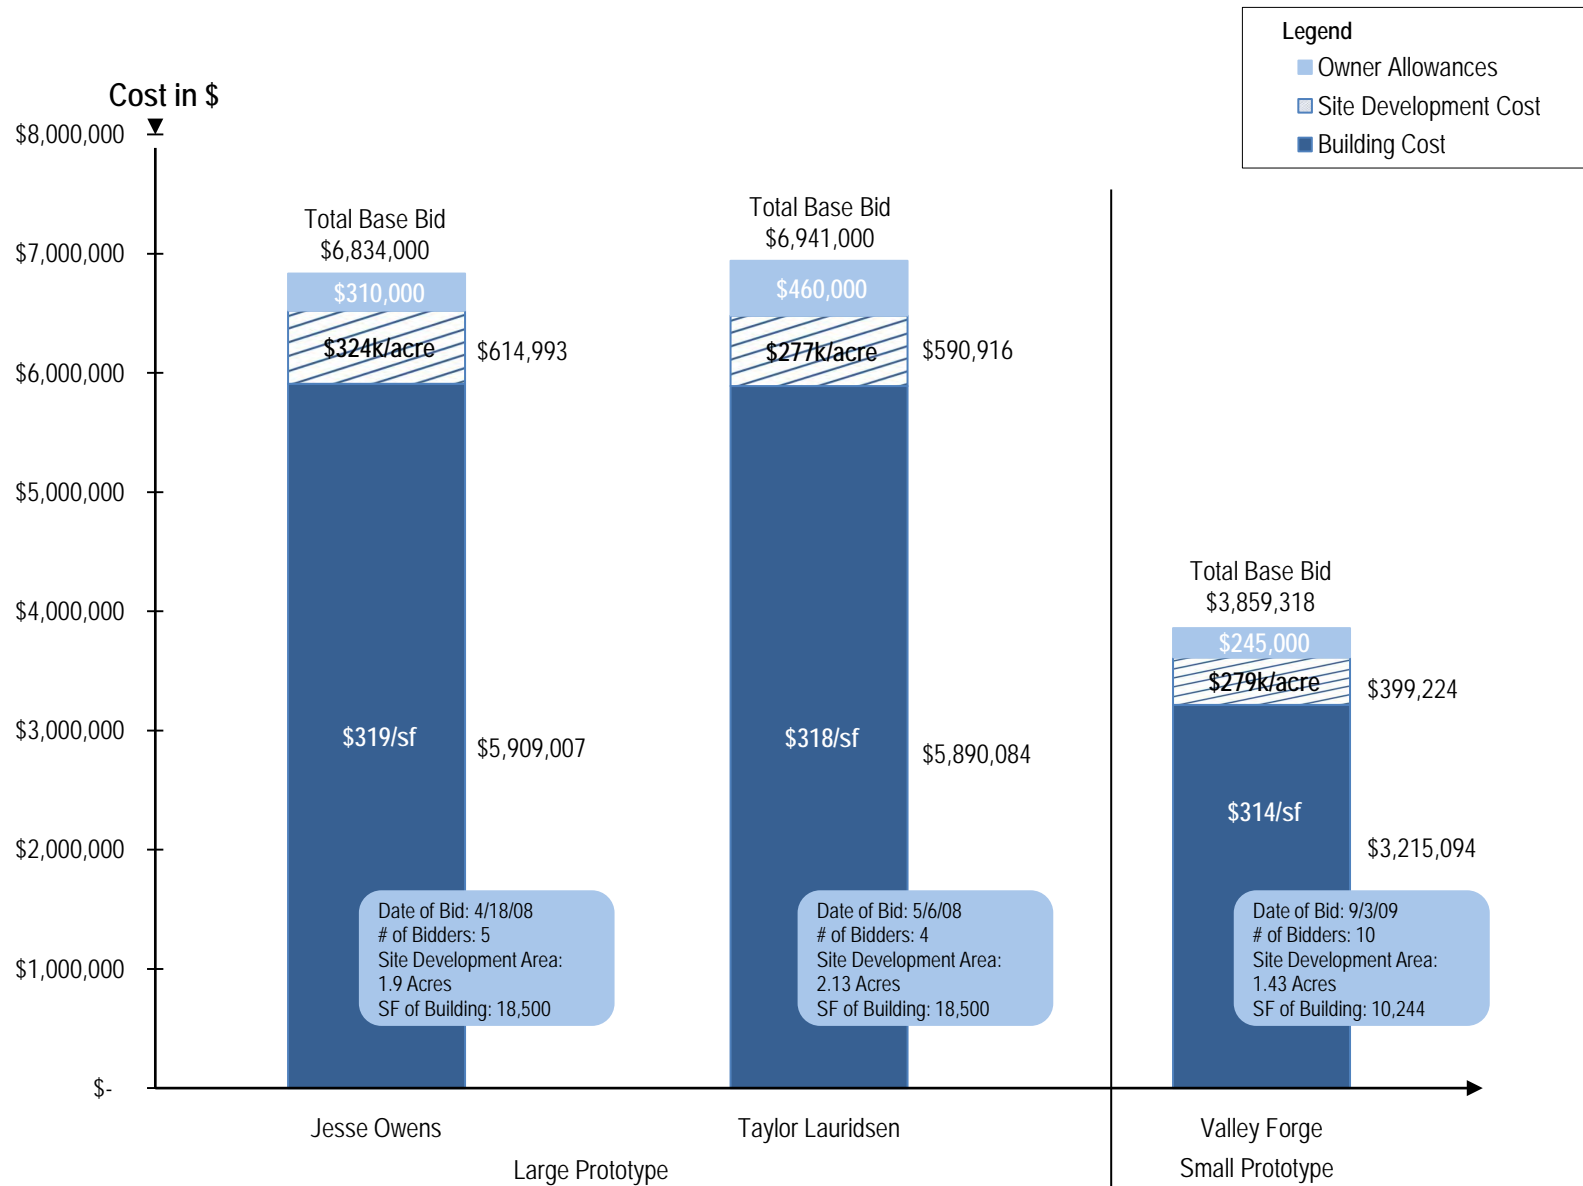 Legend
Owner Allowances
Site Development Cost
Building Cost
Cost in $
$8,000,000
$7,000,000
$6,000,000
$5,000,000
$4,000,000
$3,000,000
$2,000,000
$1,000,000
$-
Total Base Bid
$6,834,000
$310,000
$324k/acre
$614,993
$319/sf
$5,909,007
Date of Bid: 4/18/08
# of Bidders: 5
Site Development Area:
1.9 Acres
SF of Building: 18,500
Total Base Bid
$6,941,000
$460,000
$277k/acre
$590,916
$318/sf
$5,890,084
Date of Bid: 5/6/08
# of Bidders: 4
Site Development Area:
2.13 Acres
SF of Building: 18,500
Total Base Bid
$3,859,318
$245,000
$279k/acre
$399,224
$314/sf
$3,215,094
Date of Bid: 9/3/09
# of Bidders: 10
Site Development Area:
1.43 Acres
SF of Building: 10,244
Jesse Owens
Taylor Lauridsen
Valley Forge
Large Prototype
Small Prototype